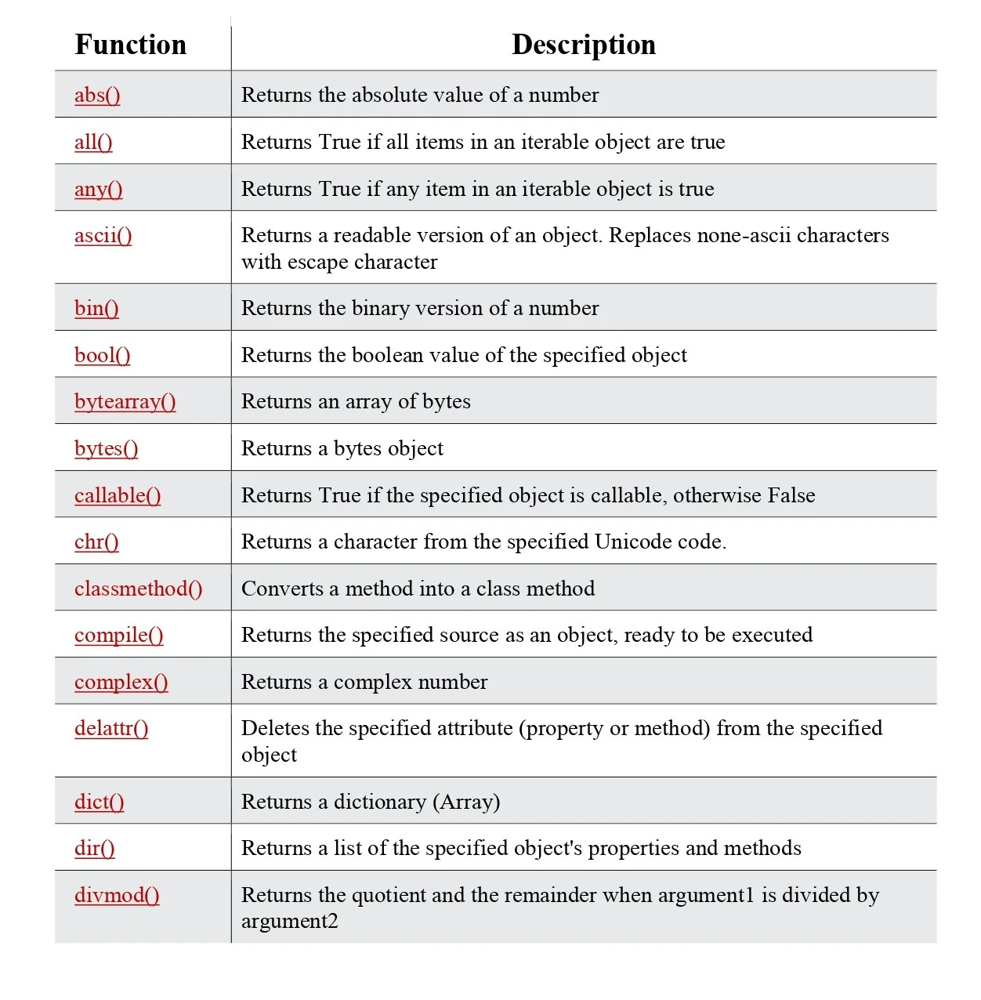 Function Description
abs() Returns the absolute value of a number
all() Returns True if all items in an iterable object are true
any() Returns True if any item in an iterable object is true
ascii() Returns a readable version of an object. Replaces none-ascii characters
with escape character
bin() Returns the binary version of a number
bool() Returns the boolean value of the specified object
bytearray() Returns an array of bytes
bytes() Returns a bytes object
callable() Returns True if the specified object is callable, otherwise False
chr() Returns a character from the specified Unicode code.
classmethod() Converts a method into a class method
compile() Returns the specified source as an object, ready to be executed
complex() Returns a complex number
delattr() Deletes the specified attribute (property or method) from the specified
object
dict() Returns a dictionary (Array)
dir() Returns a list of the specified object's properties and methods
divmod() Returns the quotient and the remainder when argument1 is divided by
argument2